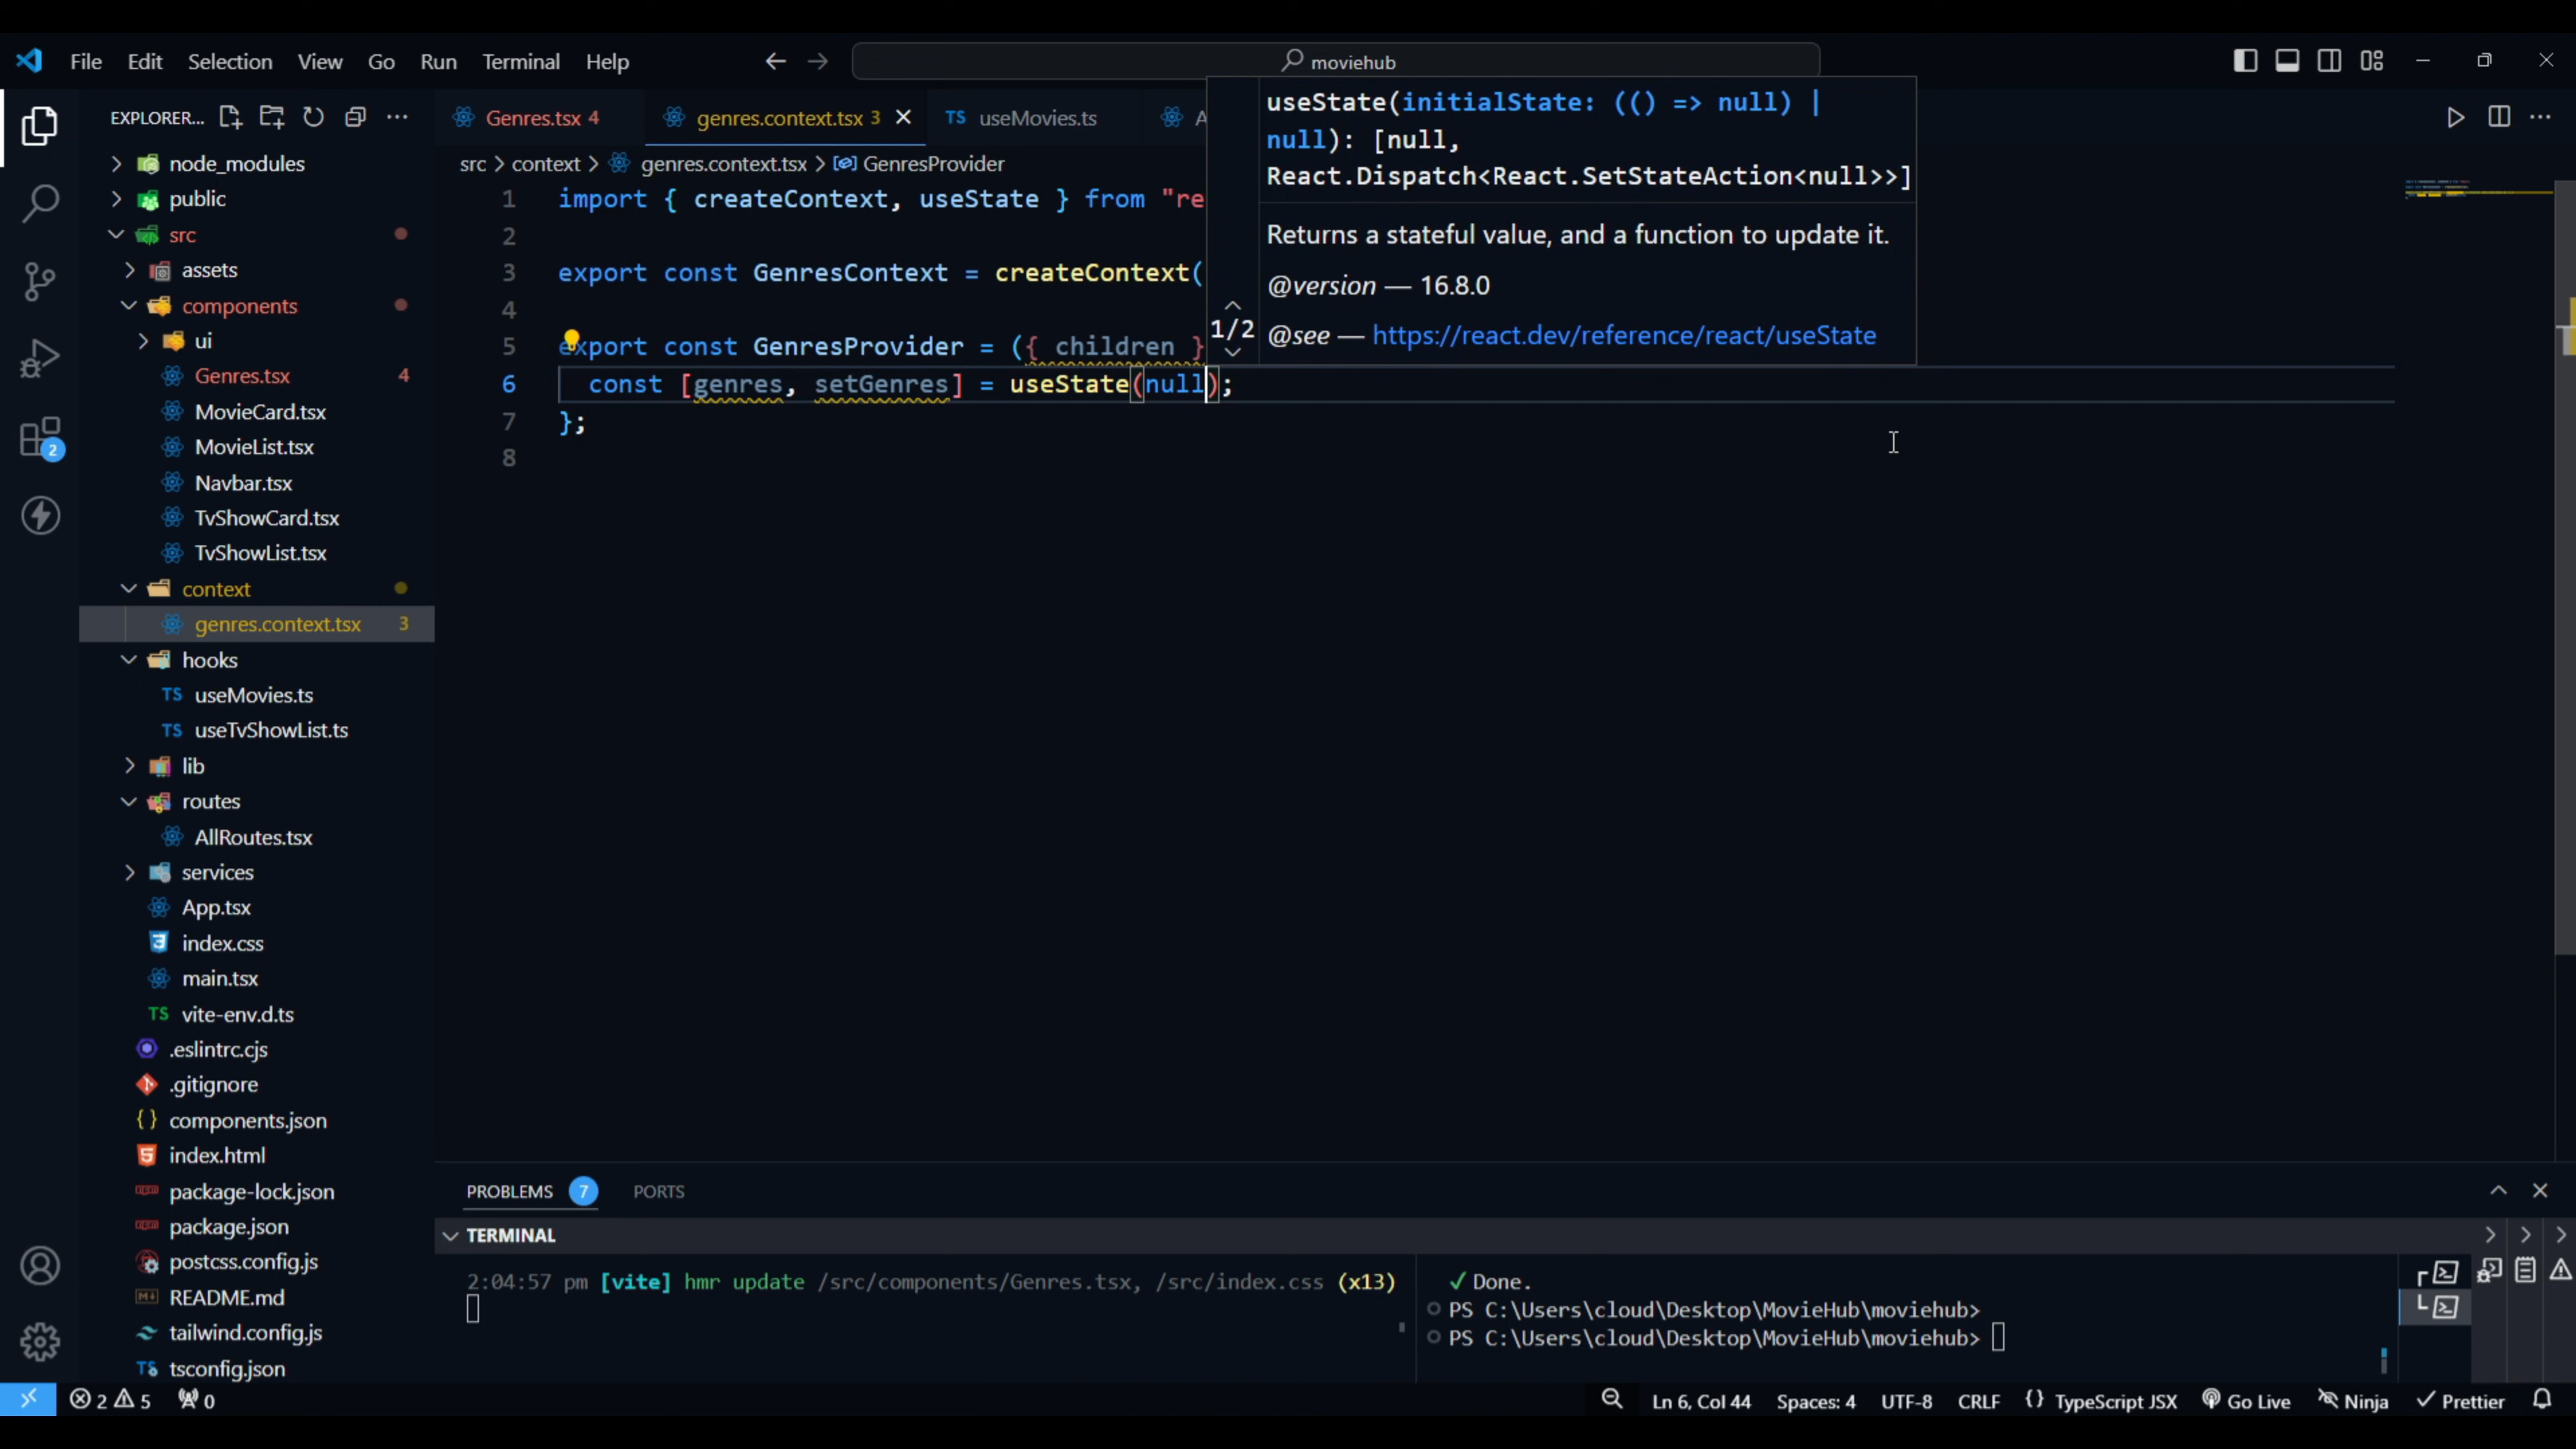 File Edit Selection View Go Run Terminal Help
moviehub
EXPLORER...
Genres.tsx 4
genres.context.tsx 3
TS useMovies.ts
A
src > context > genres.context.tsx > GenresProvider
1 import { createContext, useState } from "re
2
3 export const GenresContext = createContext(
4
5 export const GenresProvider = ({ children }
6 const [genres, setGenres] = useState(null);
7 };
8
useState(initialState: (() => null) |
null): [null,
React.Dispatch<React.SetStateAction<null>>]
Returns a stateful value, and a function to update it.
@version — 16.8.0
1/2
@see — https://react.dev/reference/react/useState
node_modules
public
src
assets
components
ui
Genres.tsx 4
MovieCard.tsx
MovieList.tsx
Navbar.tsx
TvShowCard.tsx
TvShowList.tsx
context
genres.context.tsx 3
hooks
TS useMovies.ts
TS useTvShowList.ts
lib
routes
AllRoutes.tsx
services
App.tsx
index.css
main.tsx
TS vite-env.d.ts
.eslintrc.cjs
.gitignore
{ } components.json
index.html
package-lock.json
package.json
postcss.config.js
README.md
tailwind.config.js
TS tsconfig.json
2
PROBLEMS 7 PORTS
TERMINAL
2:04:57 pm [vite] hmr update /src/components/Genres.tsx, /src/index.css (x13)
✓ Done.
PS C:\Users\cloud\Desktop\MovieHub\moviehub>
PS C:\Users\cloud\Desktop\MovieHub\moviehub>
2 5 0
Ln 6, Col 44 Spaces: 4 UTF-8 CRLF {} TypeScript JSX Go Live Ninja Prettier